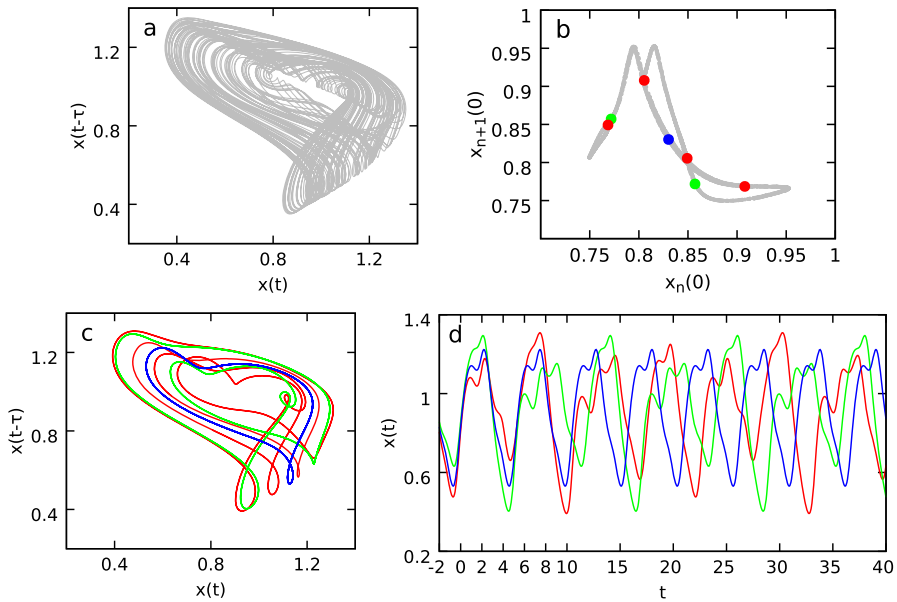 a
1.2
0.8
0.4
x(t-τ)
0.4 0.8 1.2
x(t)
b
1
0.95
0.9
0.85
0.8
0.75
xn+1(0)
0.75 0.8 0.85 0.9 0.95 1
xn(0)
c
1.2
0.8
0.4
x(t-τ)
0.4 0.8 1.2
x(t)
d
1.4
1
0.6
0.2
x(t)
-2 0 2 4 6 8 10 15 20 25 30 35 40
t